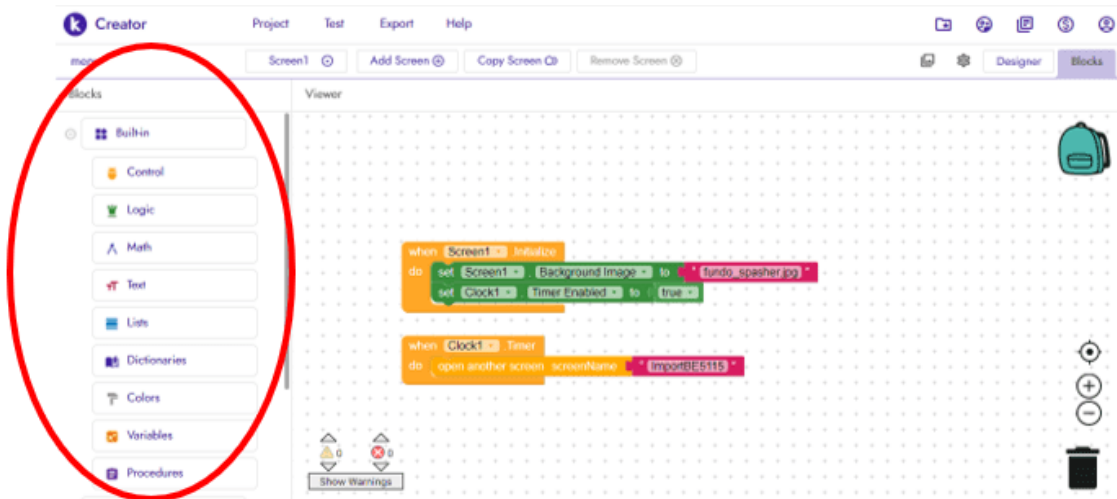 Creator Project Test Export Help
Screen1 Add Screen Copy Screen Remove Screen Designer Blocks
Blocks Viewer
Built-in
Control
Logic
Math
Text
Lists
Dictionaries
Colors
Variables
Procedures
when Screen1 Initialize
do set Screen1 . Background Image to " fundo_spasher.jpg "
set Clock1 . Timer Enabled to true
when Clock1 Timer
do open another screen screenName " ImportBE5115 "
0 0
Show Warnings